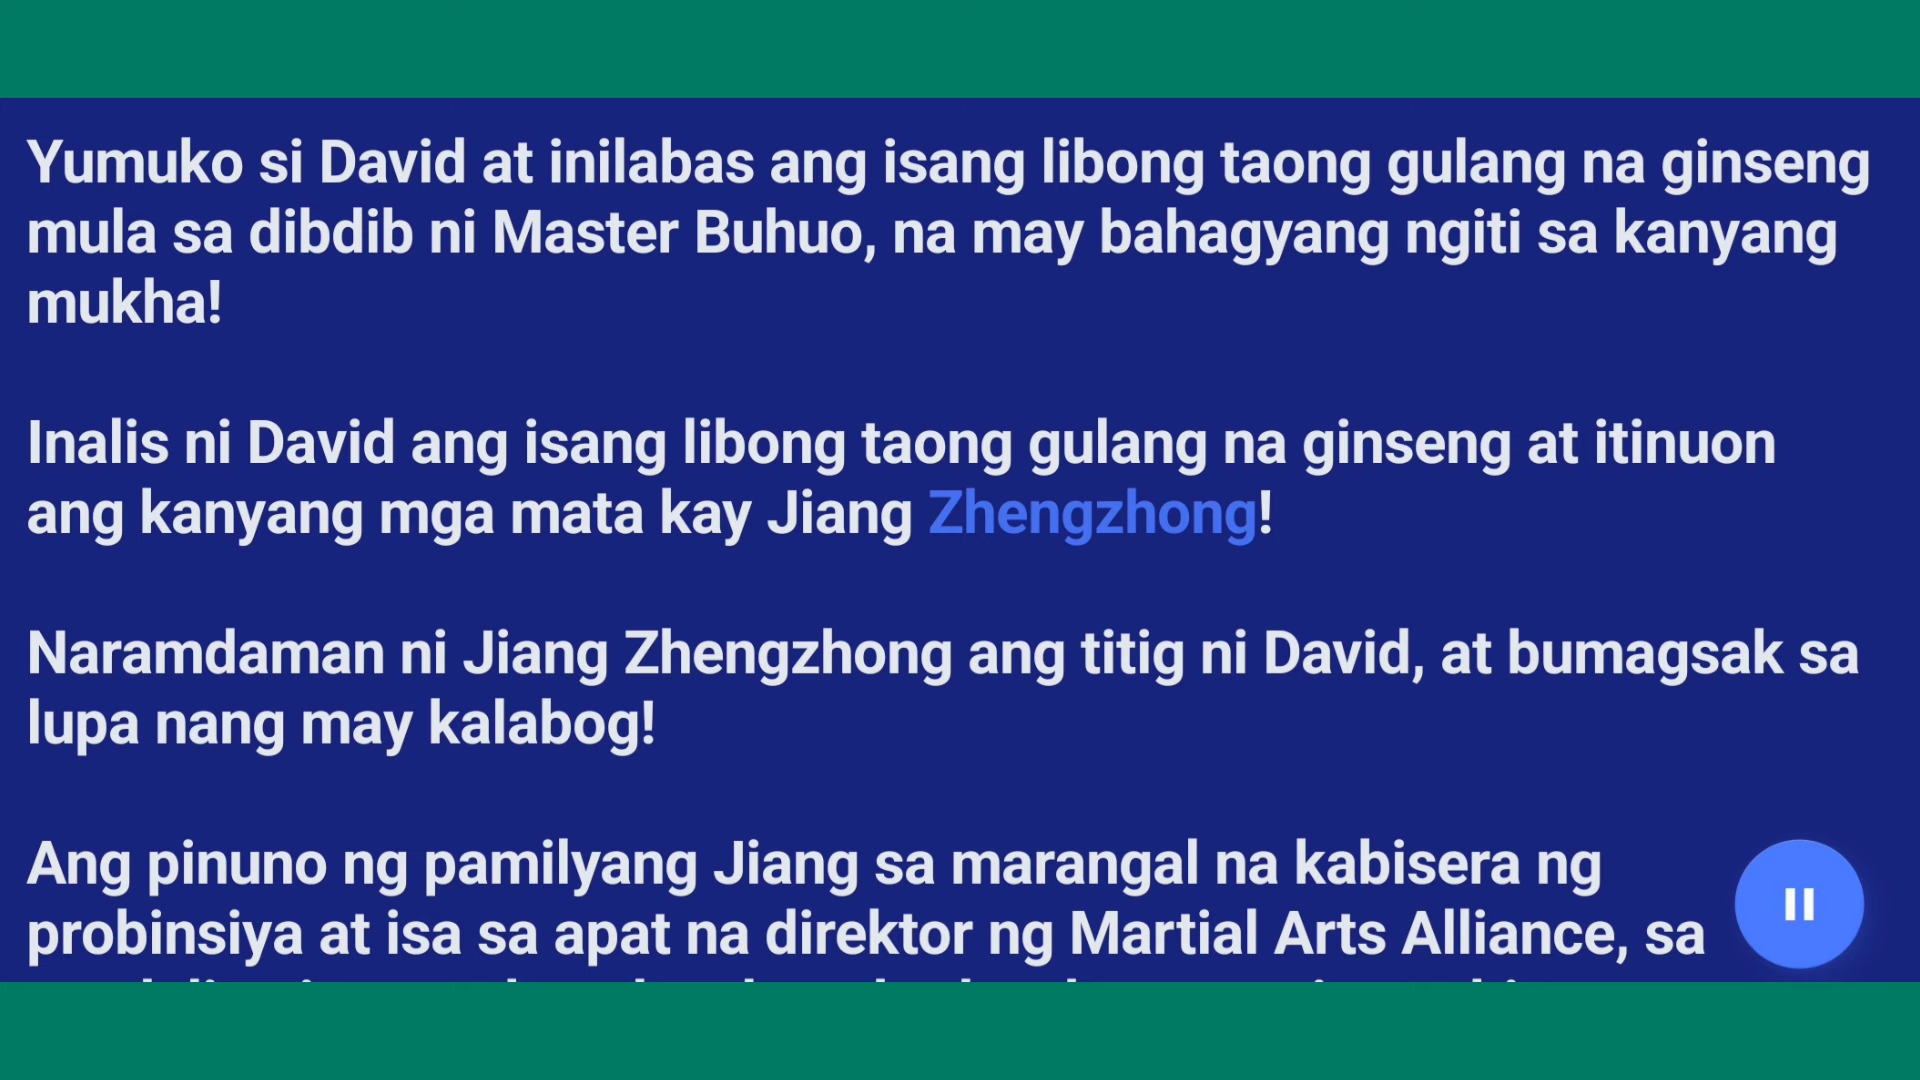 Yumuko si David at inilabas ang isang libong taong gulang na ginseng
mula sa dibdib ni Master Buhuo, na may bahagyang ngiti sa kanyang
mukha!
Inalis ni David ang isang libong taong gulang na ginseng at itinuon
ang kanyang mga mata kay Jiang Zhengzhong!
Naramdaman ni Jiang Zhengzhong ang titig ni David, at bumagsak sa
lupa nang may kalabog!
Ang pinuno ng pamilyang Jiang sa marangal na kabisera ng
probinsiya at isa sa apat na direktor ng Martial Arts Alliance, sa